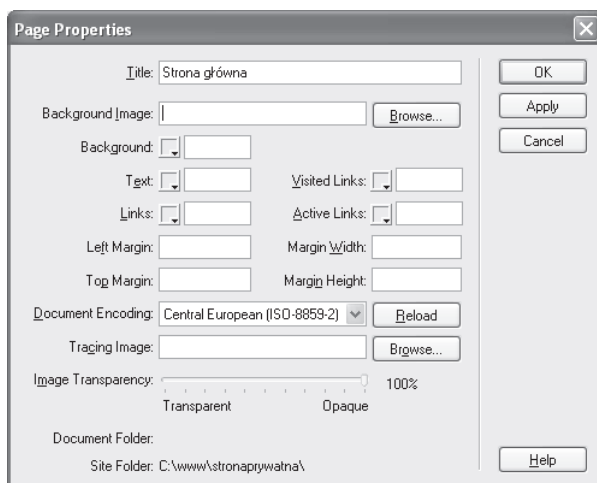 Page Properties
Title: Strona główna
OK
Background Image:
Browse...
Apply
Background:
Cancel
Text:
Visited Links:
Links:
Active Links:
Left Margin:
Margin Width:
Top Margin:
Margin Height:
Document Encoding: Central European (ISO-8859-2)
Reload
Tracing Image:
Browse...
Image Transparency:
100%
Transparent
Opaque
Document Folder:
Site Folder: C:\www\stronaprywatna\
Help